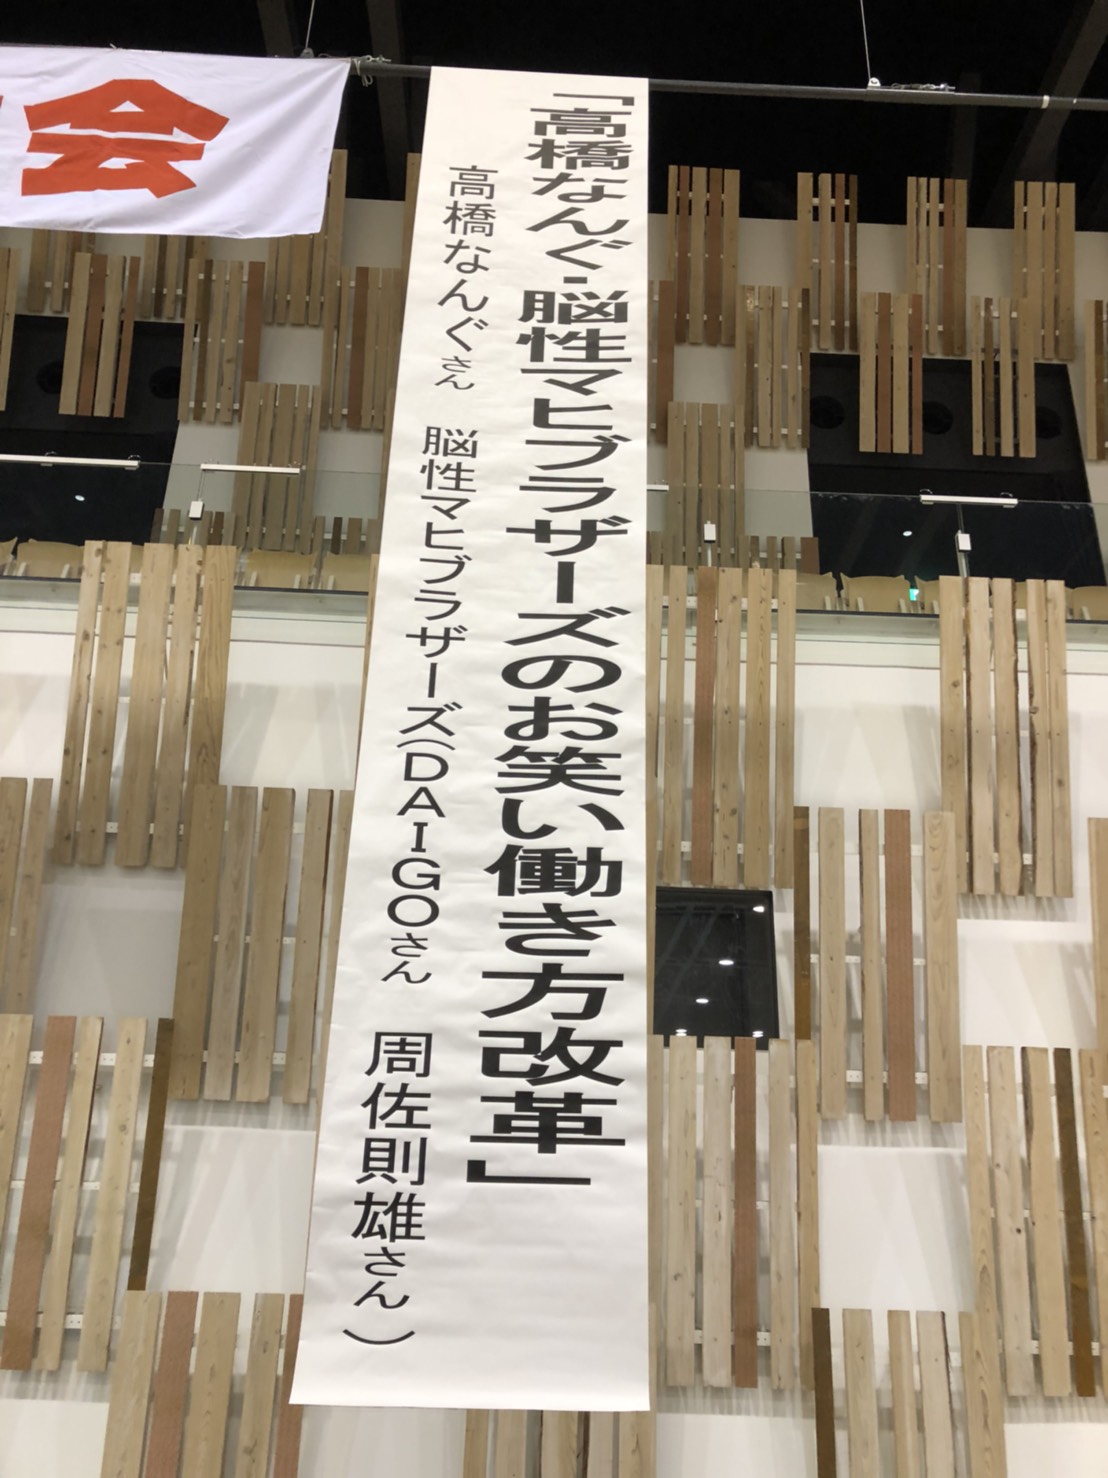 「高橋なんぐ・脳性マヒブラザーズのお笑い働き方改革」
高橋なんぐさん　脳性マヒブラザーズ(DAIGOさん　周佐則雄さん)
会